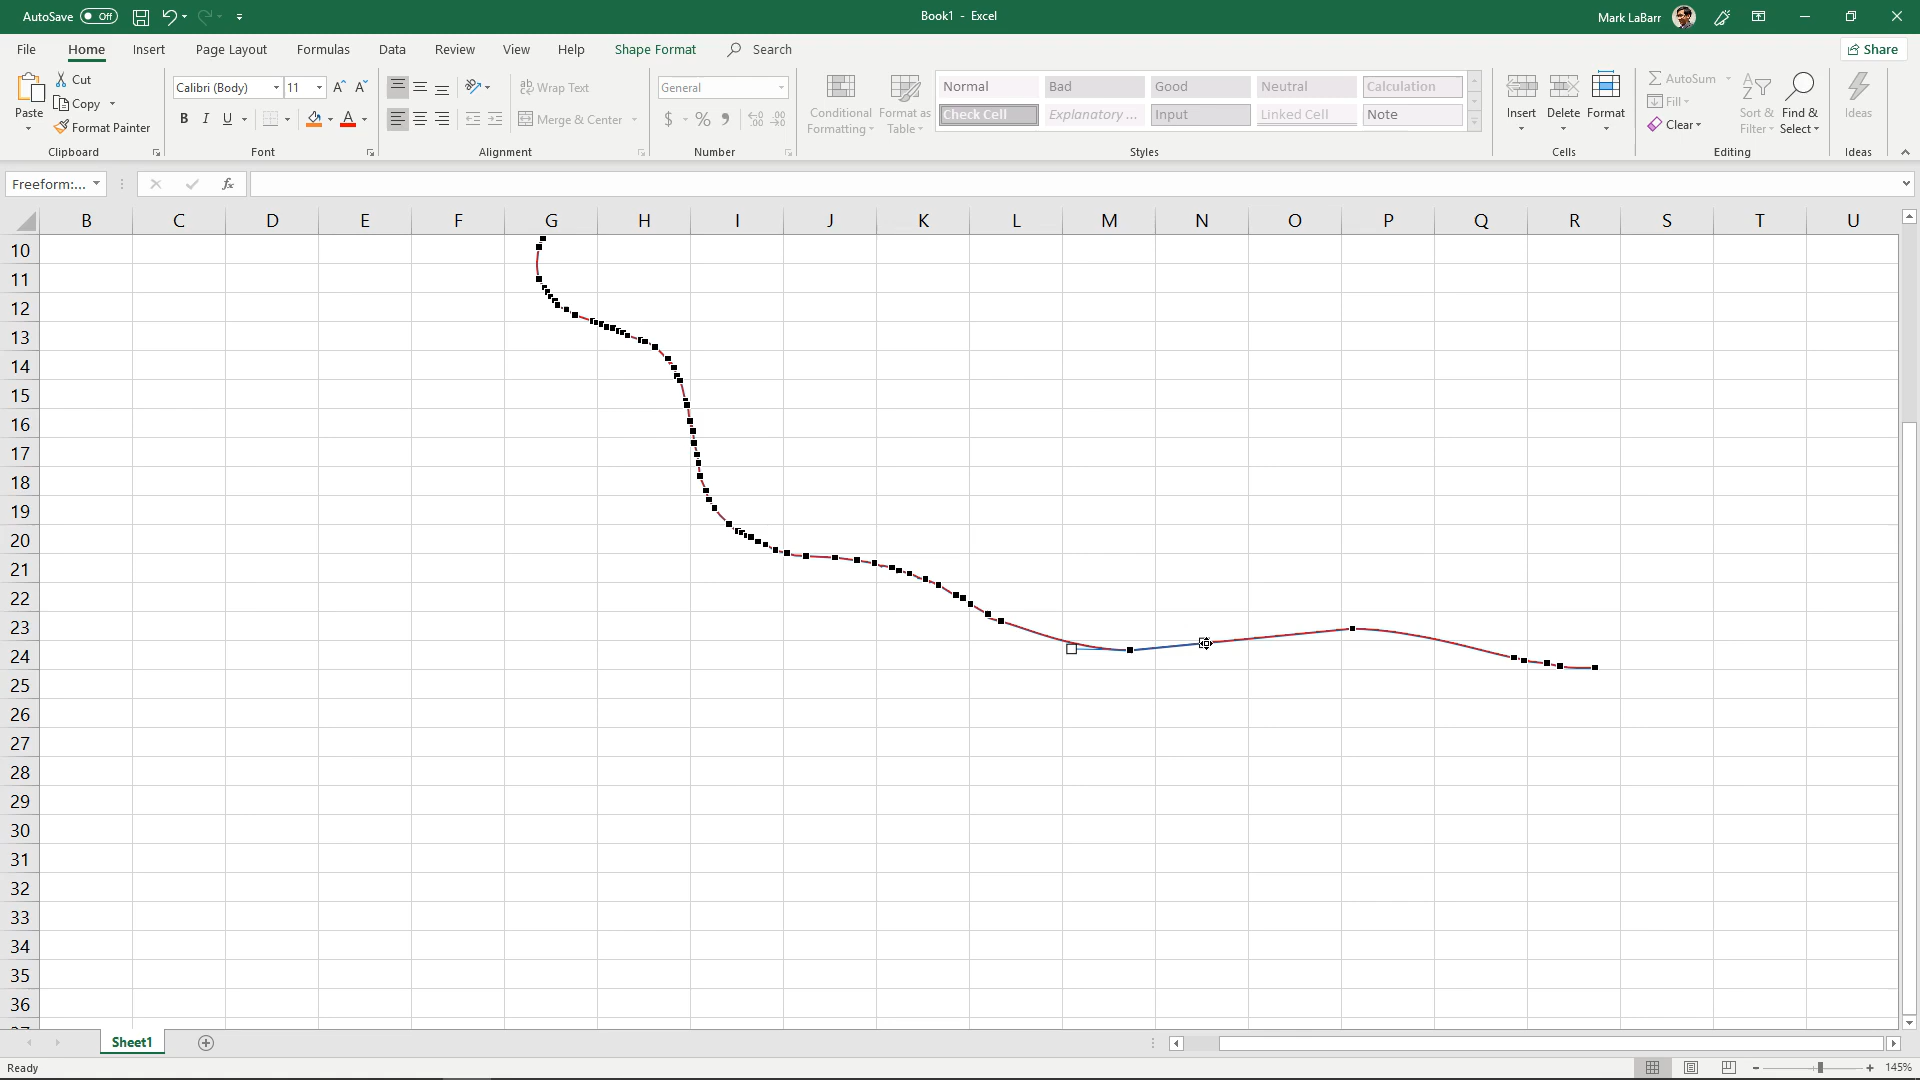 AutoSave Off
Book1 - Excel
Mark LaBarr
File Home Insert Page Layout Formulas Data Review View Help Shape Format Search
Share
Paste
Cut
Copy
Format Painter
Clipboard
Calibri (Body) 11
A A
B I U A
Font
ab Wrap Text
Merge & Center
Alignment
General
$ % 9
Number
Conditional Formatting
Format as Table
Normal Bad Good Neutral Calculation
Check Cell Explanatory ... Input Linked Cell Note
Styles
Insert Delete Format
Cells
AutoSum
Fill
Clear
Sort & Filter
Find & Select
Editing
Ideas
Ideas
Freeform:...
fx
B C D E F G H I J K L M N O P Q R S T U
10
11
12
13
14
15
16
17
18
19
20
21
22
23
24
25
26
27
28
29
30
31
32
33
34
35
36
Sheet1
Ready
145%